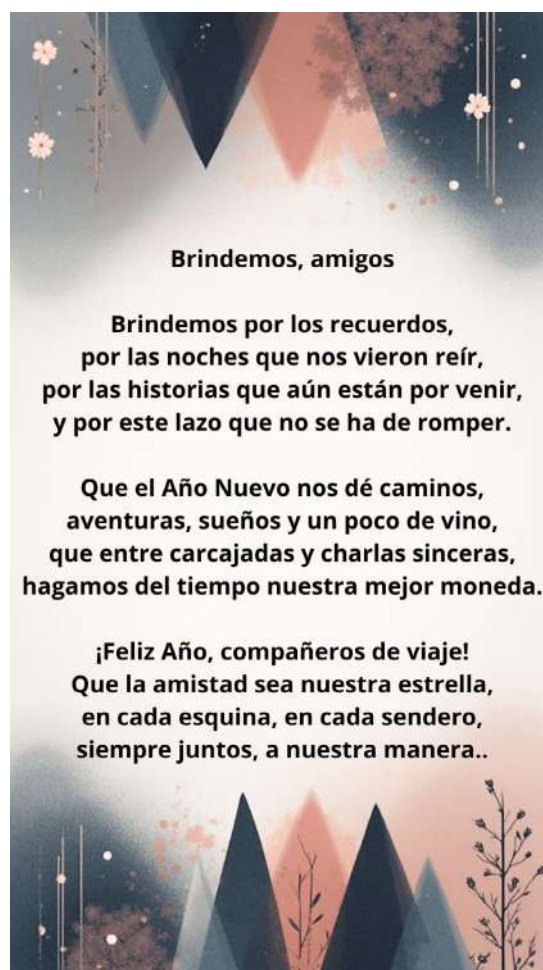 Brindemos, amigos
Brindemos por los recuerdos,
por las noches que nos vieron reír,
por las historias que aún están por venir,
y por este lazo que no se ha de romper.
Que el Año Nuevo nos dé caminos,
aventuras, sueños y un poco de vino,
que entre carcajadas y charlas sinceras,
hagamos del tiempo nuestra mejor moneda.
¡Feliz Año, compañeros de viaje!
Que la amistad sea nuestra estrella,
en cada esquina, en cada sendero,
siempre juntos, a nuestra manera..